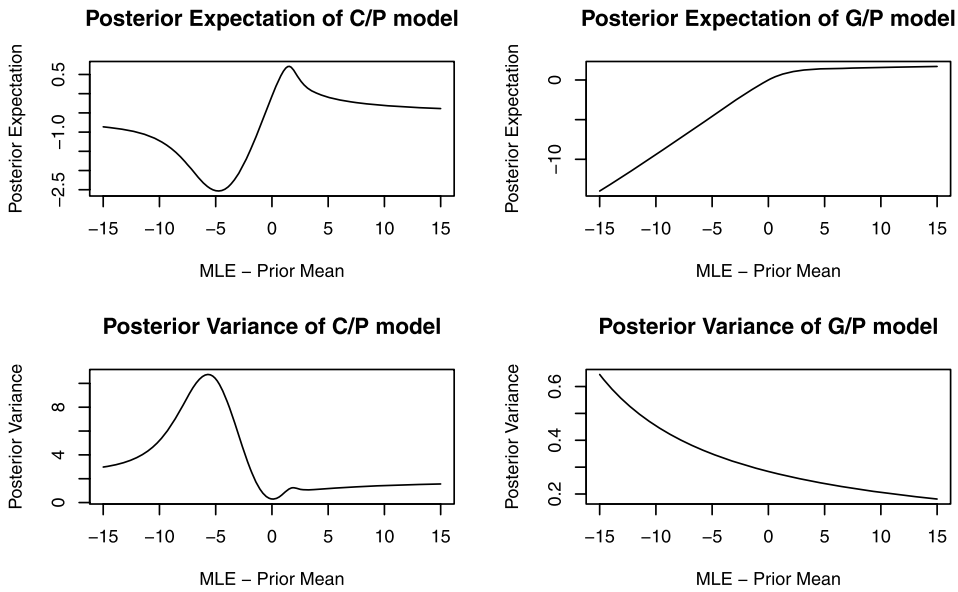 Posterior Expectation of C/P model
Posterior Expectation
0.5
−1.0
−2.5
−15 −10 −5 0 5 10 15
MLE − Prior Mean
Posterior Expectation of G/P model
Posterior Expectation
0
−10
−15 −10 −5 0 5 10 15
MLE − Prior Mean
Posterior Variance of C/P model
Posterior Variance
8
4
0
−15 −10 −5 0 5 10 15
MLE − Prior Mean
Posterior Variance of G/P model
Posterior Variance
0.6
0.4
0.2
−15 −10 −5 0 5 10 15
MLE − Prior Mean